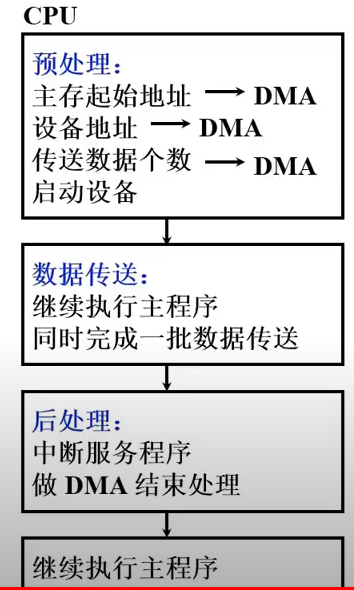 CPU
预处理：
主存起始地址 → DMA
设备地址 → DMA
传送数据个数 → DMA
启动设备
数据传送：
继续执行主程序
同时完成一批数据传送
后处理：
中断服务程序
做 DMA 结束处理
继续执行主程序